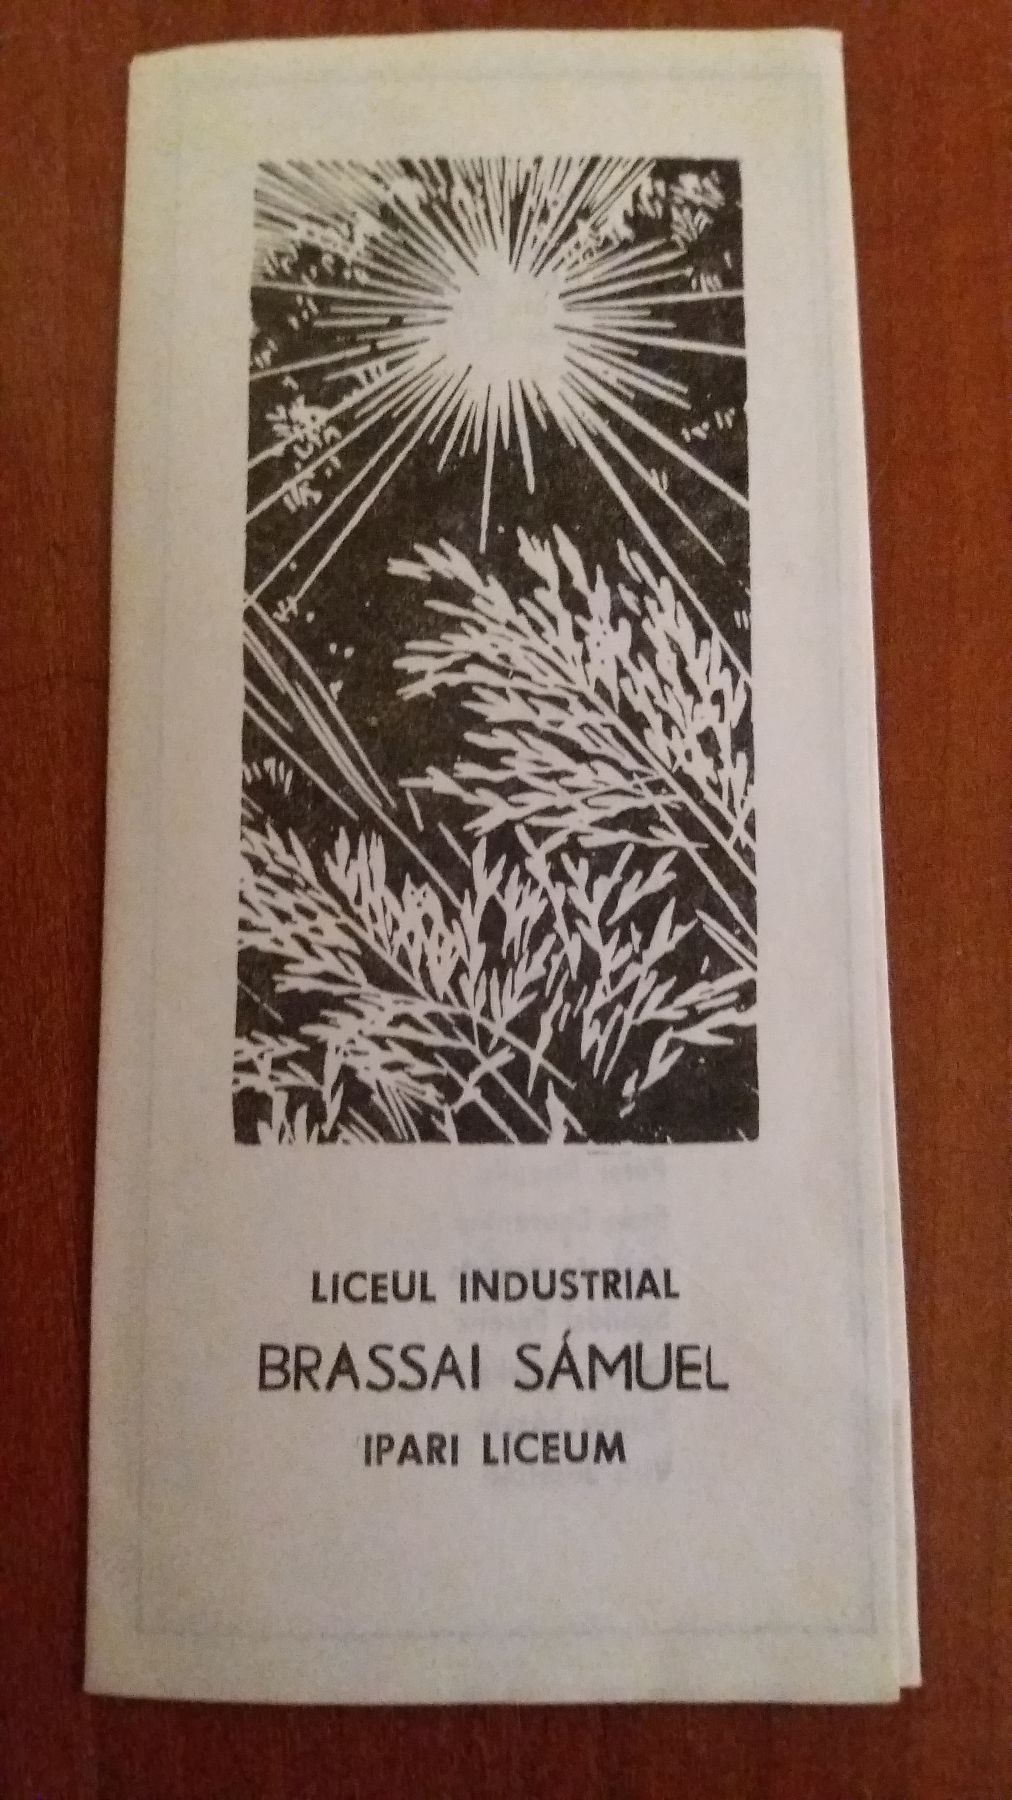 LICEUL INDUSTRIAL
BRASSAI SÁMUEL
IPARI LICEUM